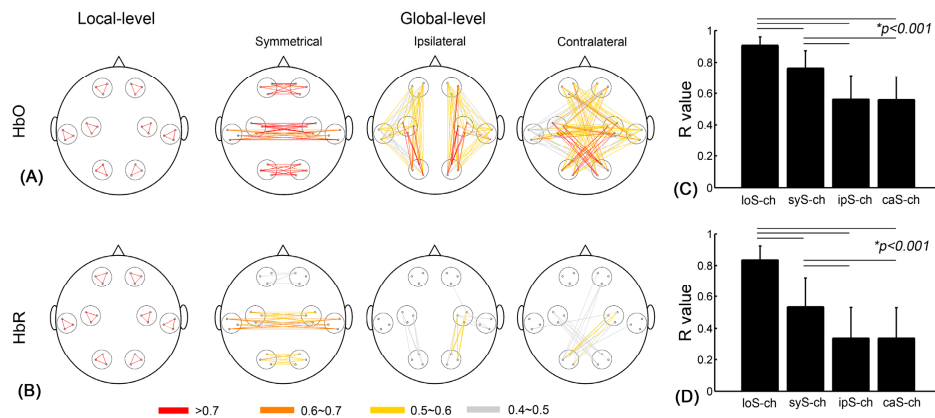 Local-level
Global-level
Symmetrical
Ipsilateral
Contralateral
HbO
(A)
HbR
(B)
>0.7
0.6~0.7
0.5~0.6
0.4~0.5
*p<0.001
R value
1
0.8
0.6
0.4
0.2
0
(C)
loS-ch
syS-ch
ipS-ch
caS-ch
*p<0.001
R value
1
0.8
0.6
0.4
0.2
0
(D)
loS-ch
syS-ch
ipS-ch
caS-ch